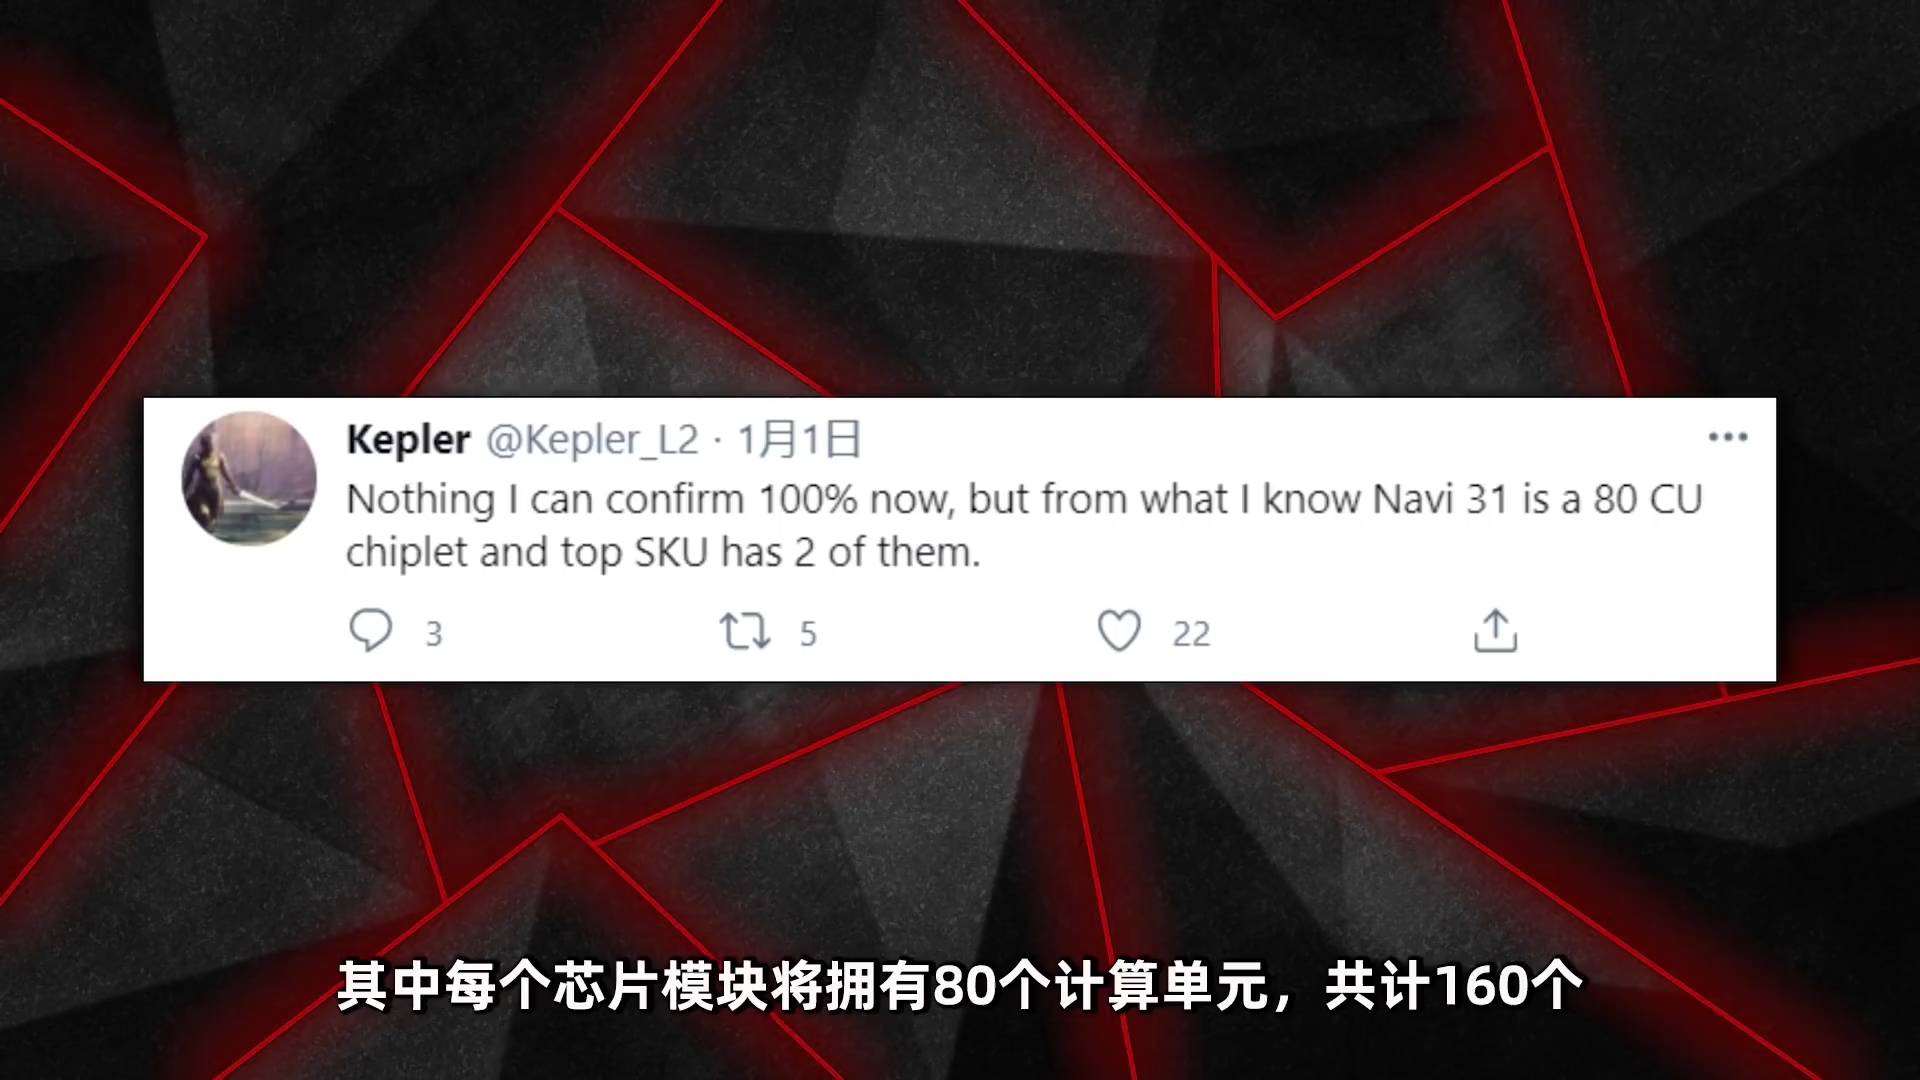 Kepler @Kepler_L2 · 1月1日
Nothing I can confirm 100% now, but from what I know Navi 31 is a 80 CU
chiplet and top SKU has 2 of them.
3 5 22
其中每个芯片模块将拥有80个计算单元，共计160个